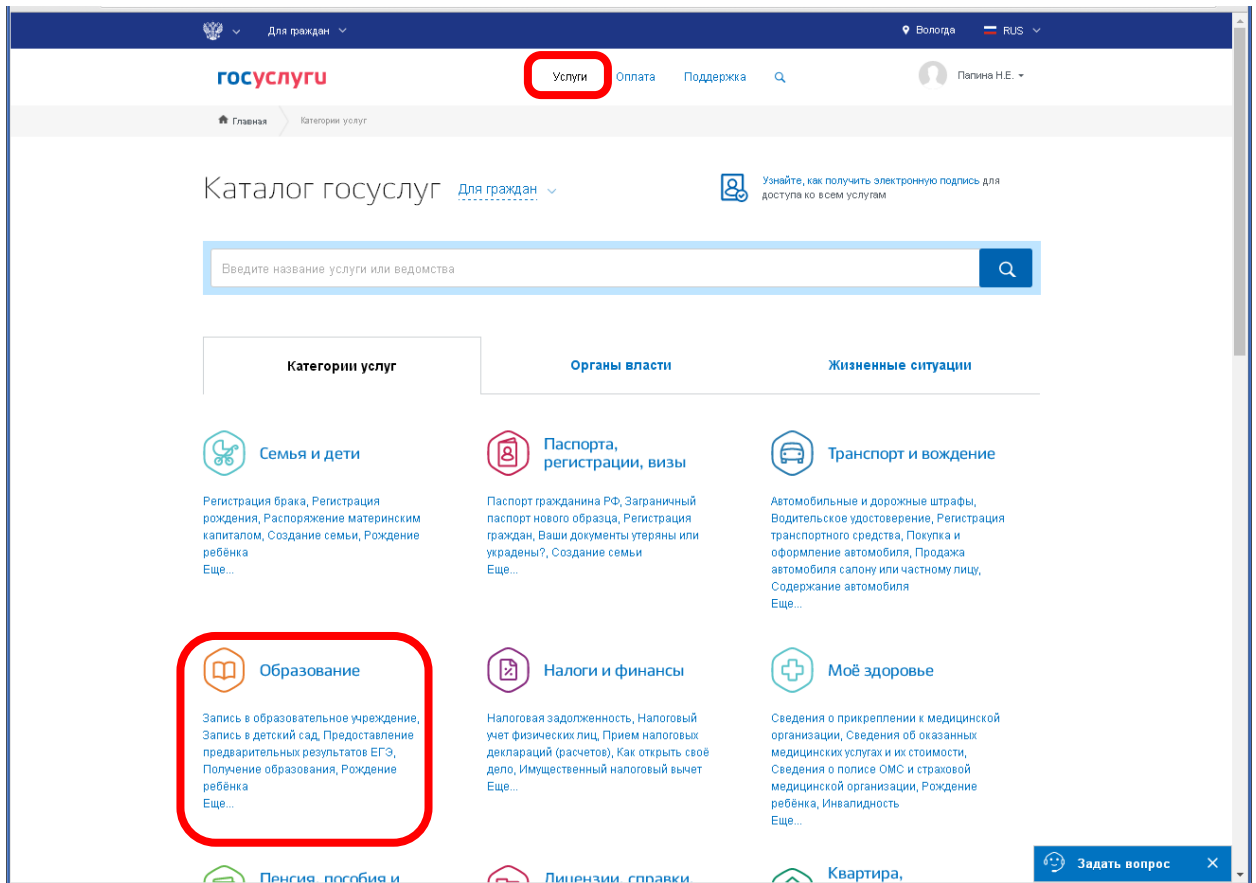 Для граждан
Вологда
RUS
госуслуги
Услуги
Оплата
Поддержка
Папина Н.Е.
Главная
Категории услуг
Каталог госуслуг
Для граждан
Узнайте, как получить электронную подпись для
доступа ко всем услугам
Введите название услуги или ведомства
Категории услуг
Органы власти
Жизненные ситуации
Семья и дети
Регистрация брака, Регистрация
рождения, Распоряжение материнским
капиталом, Создание семьи, Рождение
ребёнка
Еще...
Паспорта,
регистрации, визы
Паспорт гражданина РФ, Заграничный
паспорт нового образца, Регистрация
граждан, Ваши документы утеряны или
украдены?, Создание семьи
Еще...
Транспорт и вождение
Автомобильные и дорожные штрафы,
Водительское удостоверение, Регистрация
транспортного средства, Покупка и
оформление автомобиля, Продажа
автомобиля салону или частному лицу,
Содержание автомобиля
Еще...
Образование
Запись в образовательное учреждение,
Запись в детский сад, Предоставление
предварительных результатов ЕГЭ,
Получение образования, Рождение
ребёнка
Еще...
Налоги и финансы
Налоговая задолженность, Налоговый
учет физических лиц, Прием налоговых
деклараций (расчетов), Как открыть своё
дело, Имущественный налоговый вычет
Еще...
Моё здоровье
Сведения о прикреплении к медицинской
организации, Сведения об оказанных
медицинских услугах и их стоимости,
Сведения о полисе ОМС и страховой
медицинской организации, Рождение
ребёнка, Инвалидность
Еще...
Пенсия, пособия и
Лицензии, справки,
Квартира,
Задать вопрос